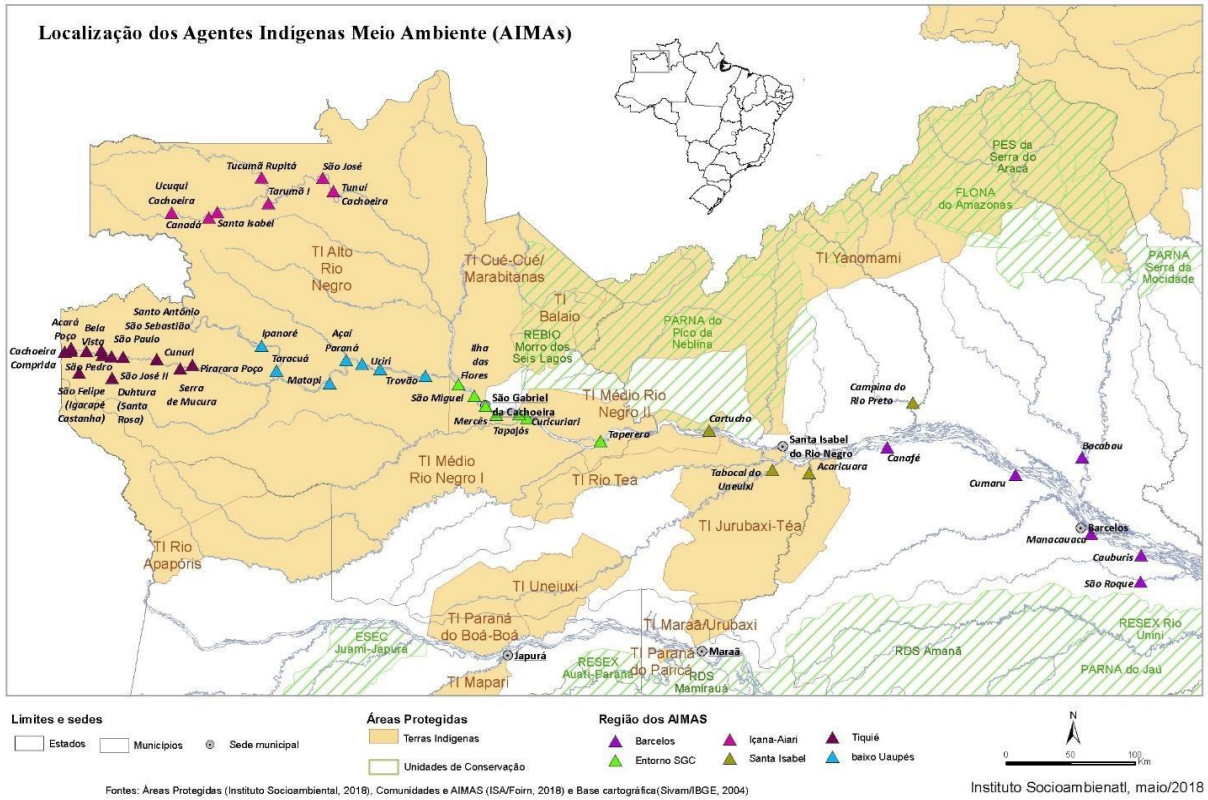 Localização dos Agentes Indígenas Meio Ambiente (AIMAs)
Tucumã Rupitá
São José
Ucuqui
Cachoeira
Tarumã I
Tunuí
Cachoeira
Canadá
Santa Isabel
TI Alto
Rio
Negro
TI Cué-Cué/
Marabitanas
TI
Balaio
REBIO
Morro dos
Seis Lagos
PARNA do
Pico da
Neblina
TI Yanomami
PES da
Serra do
Aracá
FLONA
do Amazonas
PARNA
Serra da
Mocidade
Santo Antônio
São Sebastião
São Paulo
Acará
Poço
Bela
Vista
Cachoeira
Comprida
São Pedro
São José II
Cunuri
Pirarara Poço
São Felipe
(Igarapé
Castanha)
Duhtura
(Santa
Rosa)
Serra
de Mucura
Ipanoré
Taracuá
Açaí
Paraná
Matapi
Uriri
Trovão
Ilha
das
Flores
São Miguel
São Gabriel
da Cachoeira
Mercês
Tapajós
Curicuriari
TI Médio
Rio Negro II
Cartucho
Taperera
Campina do
Rio Preto
Santa Isabel
do Rio Negro
Acaricuara
Canafé
Bacabau
Cumaru
Tabocal do
Uneuixi
TI Médio
Rio Negro I
TI Rio Tea
TI Jurubaxi-Téa
Barcelos
Manacauaca
Cauburis
São Roque
TI Rio
Apapóris
TI Uneiuxi
TI Paraná
do Boá-Boá
TI Maraã/Urubaxi
ESEC
Juami-Japurá
Japurá
Maraã
TI Paraná
do Paricá
TI Mapari
RESEX
Auati-Paraná
RDS
Mamirauá
RDS Amanã
RESEX Rio
Unini
PARNA do Jaú
Limites e sedes
Estados
Municípios
Sede municipal
Áreas Protegidas
Terras Indígenas
Unidades de Conservação
Região dos AIMAS
Barcelos
Içana-Aiari
Tiquié
Entorno SGC
Santa Isabel
baixo Uaupés
N
0 50 100
Km
Fontes: Àreas Protegidas (Instituto Socioambiental, 2018), Comunidades e AIMAS (ISA/Foirn, 2018) e Base cartográfica(Sivam/IBGE, 2004)
Instituto Socioambienatl, maio/2018